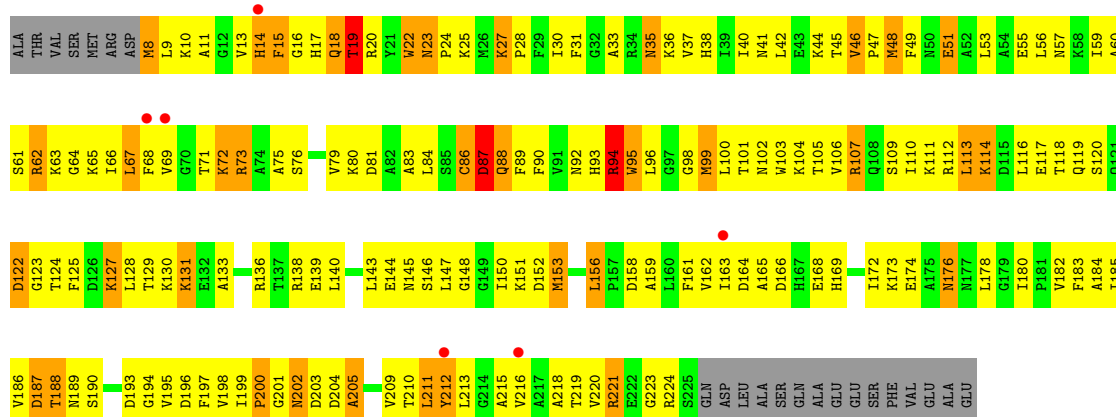 ALA THR VAL SER MET ARG ASP M8 L9 K10 A11 G12 V13 H14 F15 G16 H17 Q18 T19 R20 Y21 W22 N23 P24 K25 M26 K27 P28 F29 I30 F31 G32 A33 R34 N35 K36 V37 H38 I39 I40 N41 L42 E43 K44 T45 V46 P47 M48 F49 N50 E51 A52 L53 A54 E55 L56 N57 K58 I59 A60
S61 R62 K63 G64 K65 I66 L67 F68 V69 G70 T71 K72 R73 A74 A75 S76 V79 K80 D81 A82 A83 L84 S85 C86 D87 Q88 F89 F90 V91 N92 H93 R94 W95 L96 G97 G98 M99 L100 T101 N102 W103 K104 T105 V106 R107 Q108 S109 I110 K111 R112 L113 K114 D115 L116 E117 T118 Q119 S120 Q121
D122 G123 T124 F125 D126 K127 L128 T129 K130 K131 E132 A133 R136 T137 R138 E139 L140 L143 E144 N145 S146 L147 G148 G149 I150 K151 D152 M153 L156 P157 D158 A159 L160 F161 V162 I163 D164 A165 D166 H167 E168 H169 I172 K173 E174 A175 N176 N177 L178 G179 I180 P181 V182 F183 A184 I185
V186 D187 T188 N189 S190 D193 G194 V195 D196 F197 V198 I199 P200 G201 N202 D203 D204 A205 V209 T210 L211 Y212 L213 G214 A215 V216 A217 A218 T219 V220 R221 E222 G223 R224 S225 GLN ASP LEU ALA SER GLN ALA GLU GLU SER PHE VAL GLU ALA GLU